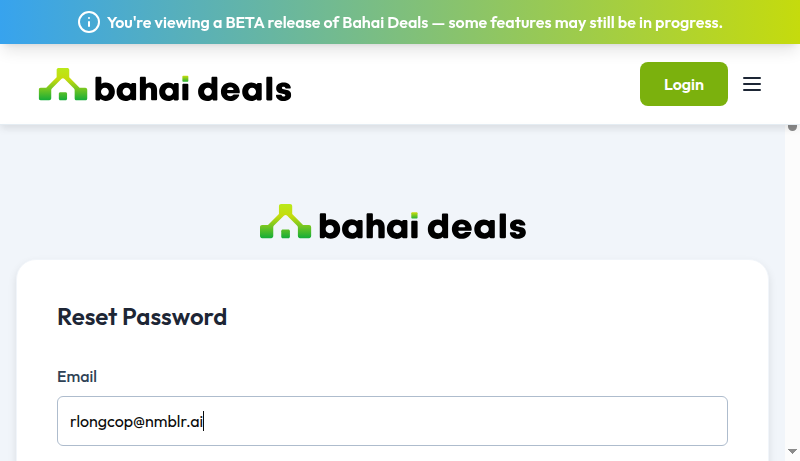 You're viewing a BETA release of Bahai Deals — some features may still be in progress.
bahai deals
Login
bahai deals
Reset Password
Email
rlongcop@nmblr.ai